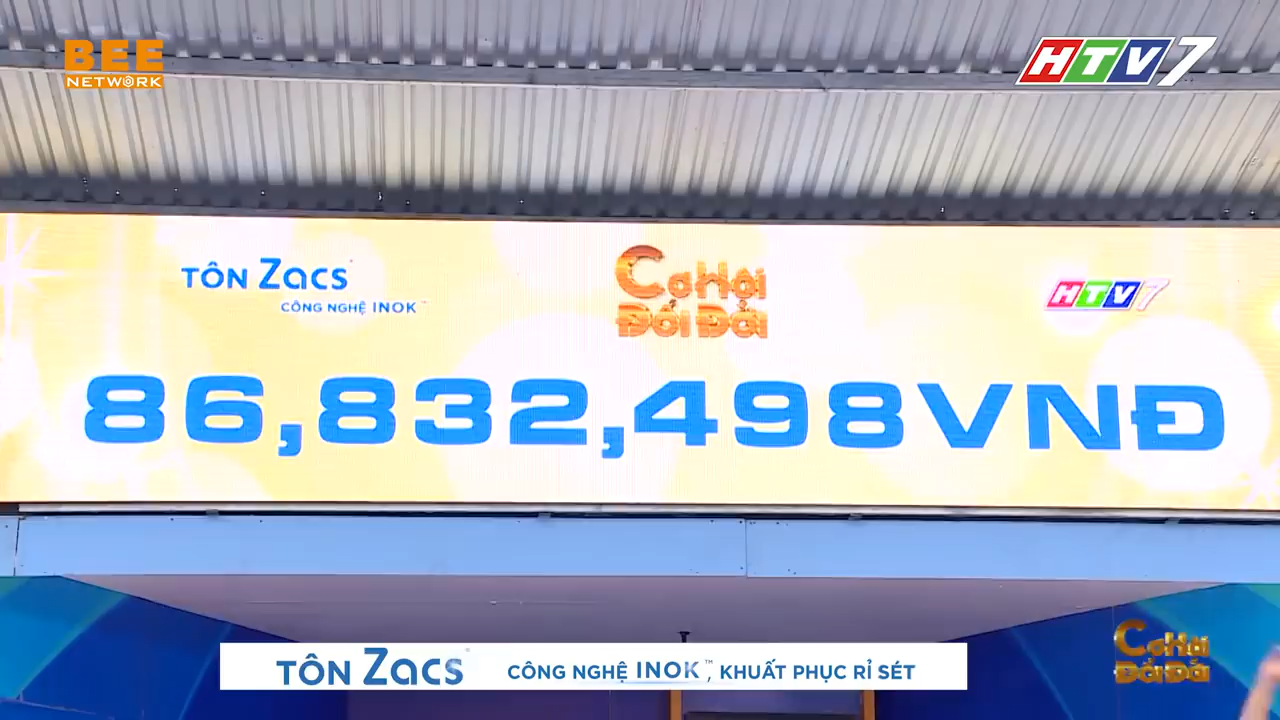 BEE
NETWORK
HTV7
TÔN Zacs
CÔNG NGHỆ INOK™
Cơ Hội
Đổi Đời
HTV7
86,832,498VNĐ
TÔN Zacs
CÔNG NGHỆ INOK™, KHUẤT PHỤC RỈ SÉT
Cơ Hội
Đổi Đời